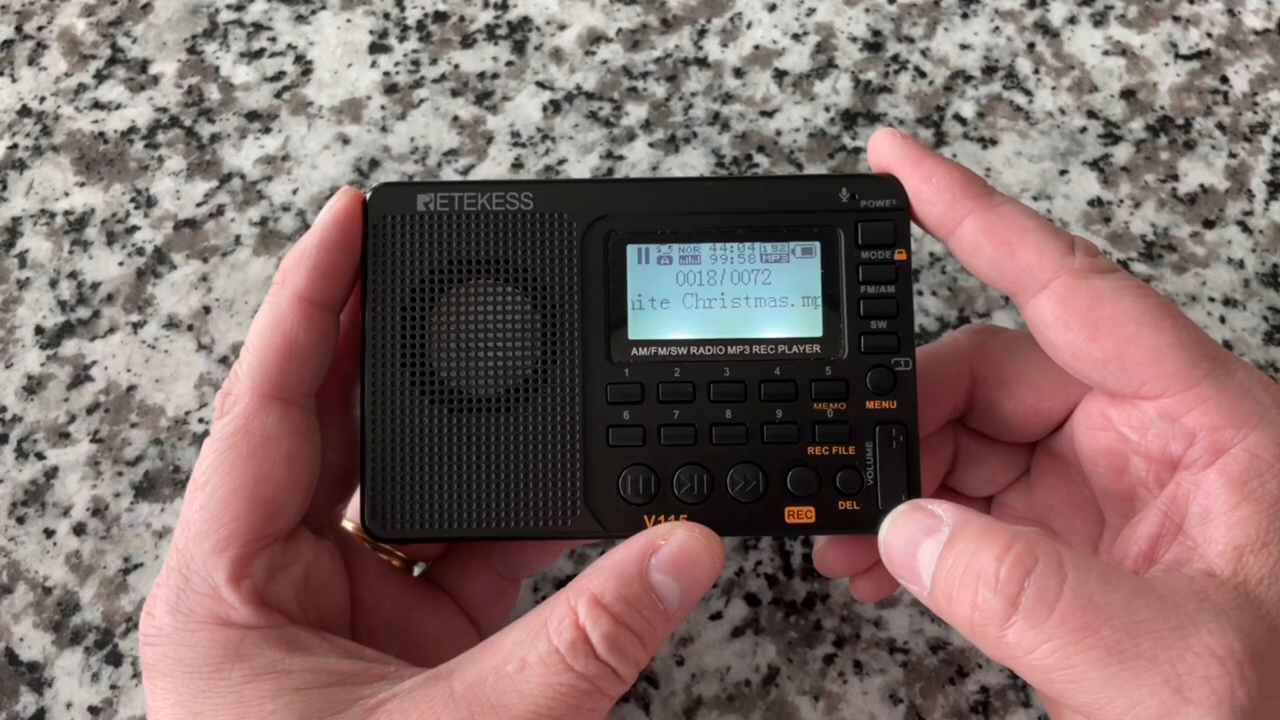 RETEKESS
POWER
NOR 44:04 192
A 99:58 MP3
0018/0072
ite Christmas.mp
AM/FM/SW RADIO MP3 REC PLAYER
MODE
FM/AM
SW
1 2 3 4 5
MEMO
MENU
6 7 8 9 0
REC FILE
VOLUME
REC
DEL
V115